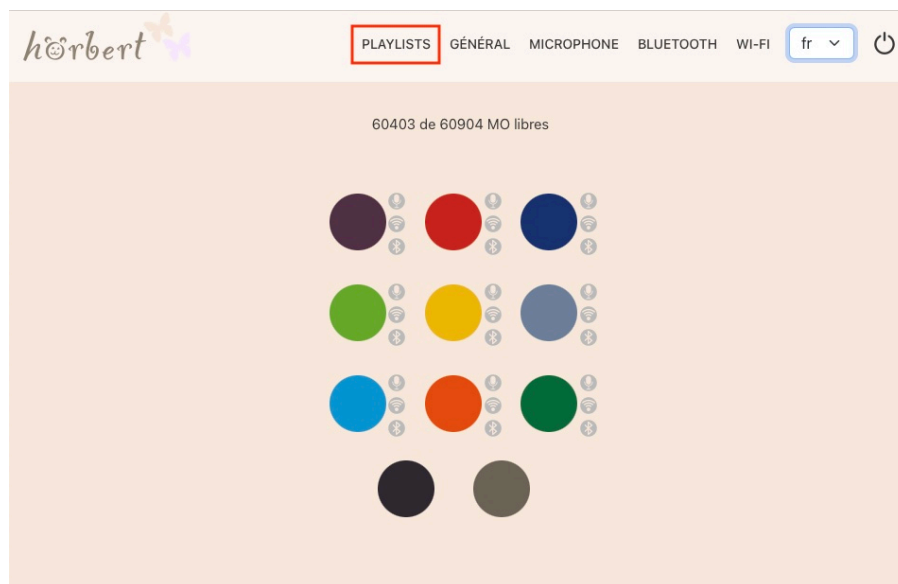 hörbert
PLAYLISTS GÉNÉRAL MICROPHONE BLUETOOTH WI-FI fr
60403 de 60904 MO libres